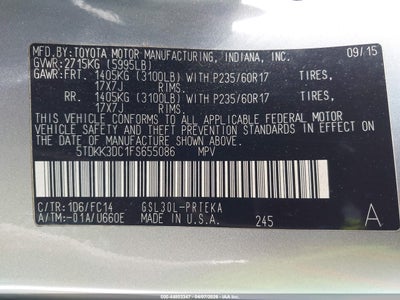 MFD.BY:TOYOTA MOTOR MANUFACTURING, INDIANA, INC. 09/15
GVWR:2715KG (5995LB)
GAWR:FRT. 1405KG (3100LB) WITH P235/60R17 TIRES,
17X7J RIMS.
RR. 1405KG (3100LB) WITH P235/60R17 TIRES,
17X7J RIMS.
THIS VEHICLE CONFORMS TO ALL APPLICABLE FEDERAL MOTOR
VEHICLE SAFETY STANDARDS IN EFFECT ON THE
DATE OF MANUFACTURE SHOWN ABOVE.
5TDKK3DC1FS655086 MPV
C/TR:1D6/FC14 GSL30L-PRTEKA
A/TM:-01A/U660E MADE IN U.S.A. 245 A